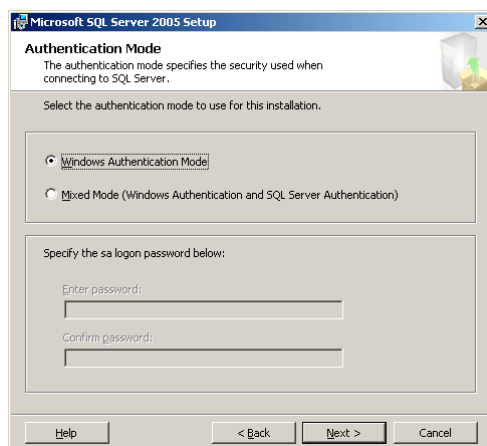 Microsoft SQL Server 2005 Setup
Authentication Mode
The authentication mode specifies the security used when
connecting to SQL Server.
Select the authentication mode to use for this installation.
Windows Authentication Mode
Mixed Mode (Windows Authentication and SQL Server Authentication)
Specify the sa logon password below:
Enter password:
Confirm password:
Help
< Back
Next >
Cancel